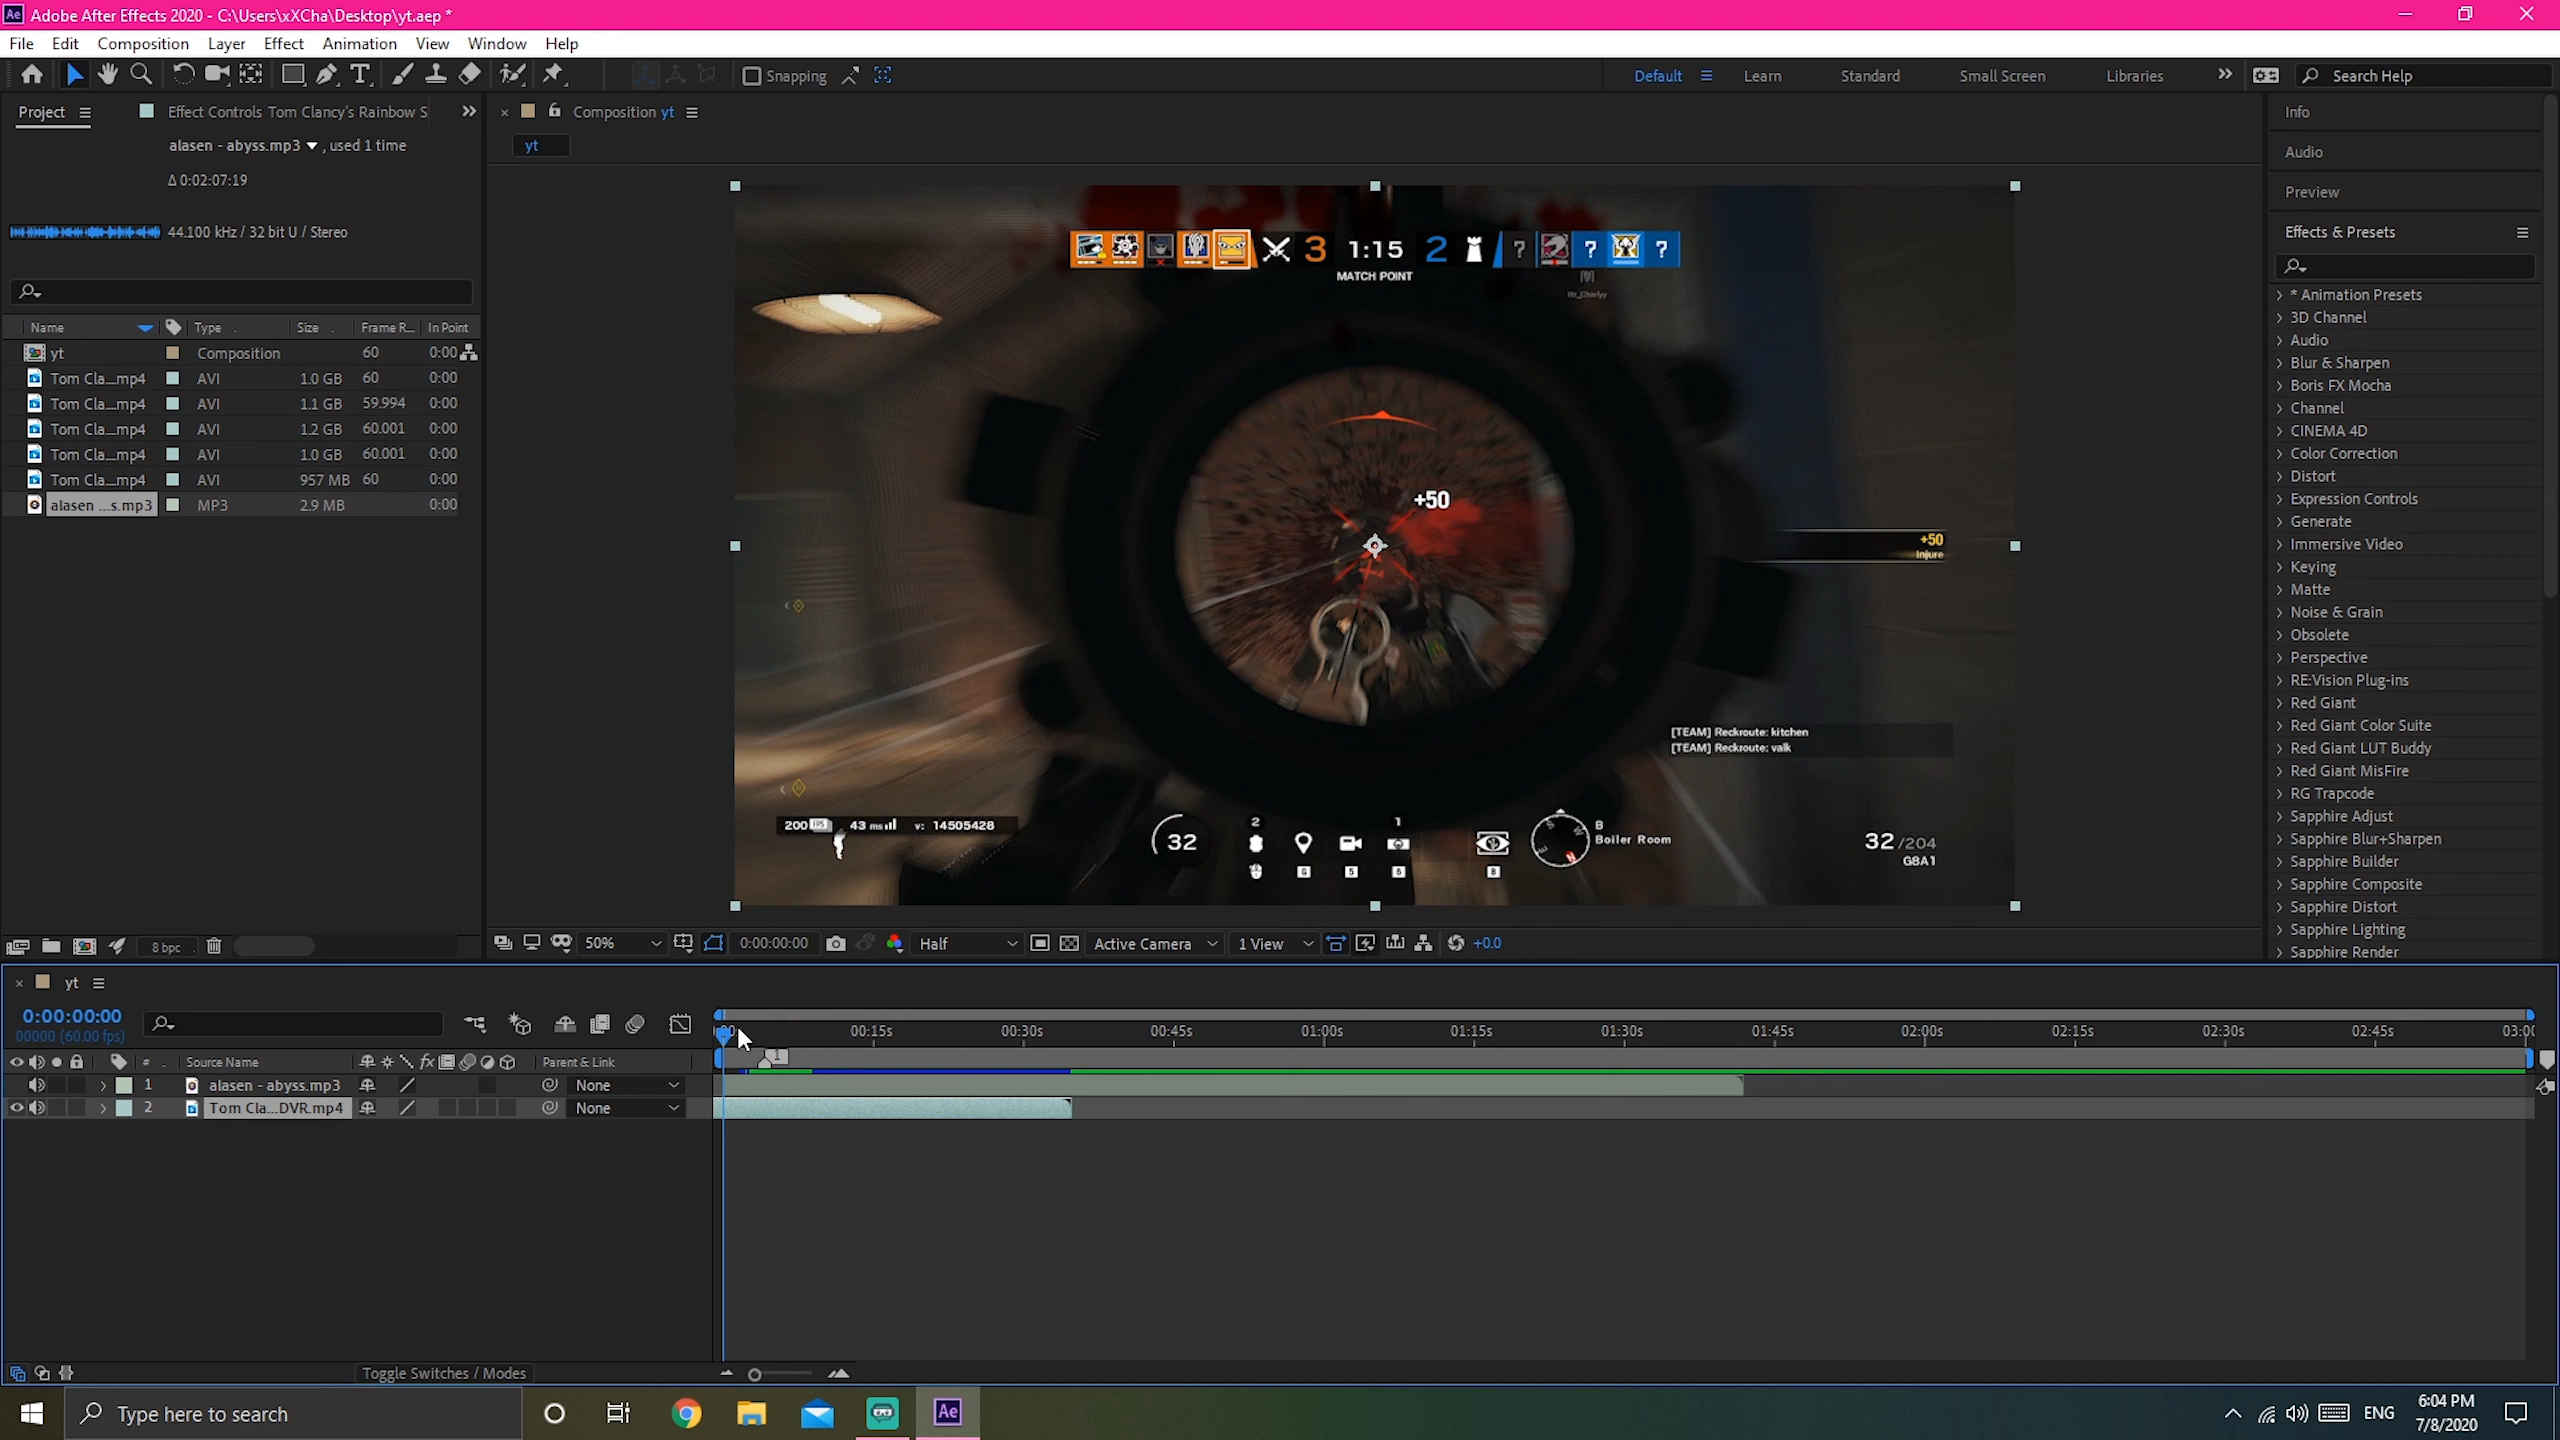 Ae Adobe After Effects 2020 - C:\Users\xXCha\Desktop\yt.aep *
File Edit Composition Layer Effect Animation View Window Help
Snapping
Default Learn Standard Small Screen Libraries Search Help
Project Effect Controls Tom Clancy's Rainbow S
alasen - abyss.mp3 , used 1 time
Δ 0:02:07:19
44.100 kHz / 32 bit U / Stereo
Name Type Size Frame R... In Point
yt Composition 60 0:00
Tom Cla...mp4 AVI 1.0 GB 60 0:00
Tom Cla...mp4 AVI 1.1 GB 59.994 0:00
Tom Cla...mp4 AVI 1.2 GB 60.001 0:00
Tom Cla...mp4 AVI 1.0 GB 60.001 0:00
Tom Cla...mp4 AVI 957 MB 60 0:00
alasen ...s.mp3 MP3 2.9 MB 0:00
8 bpc
Composition yt
yt
3 1:15 2 ? ? ?
MATCH POINT
+50
+50
Injure
[TEAM] Reckroute: kitchen
[TEAM] Reckroute: valk
200 FPS 43 ms v: 14505428
32
2 1
G 5 6 B
B
Boiler Room
32/204
G8A1
50% 0:00:00:00 Half Active Camera 1 View +0.0
Info
Audio
Preview
Effects & Presets
* Animation Presets
3D Channel
Audio
Blur & Sharpen
Boris FX Mocha
Channel
CINEMA 4D
Color Correction
Distort
Expression Controls
Generate
Immersive Video
Keying
Matte
Noise & Grain
Obsolete
Perspective
RE:Vision Plug-ins
Red Giant
Red Giant Color Suite
Red Giant LUT Buddy
Red Giant MisFire
RG Trapcode
Sapphire Adjust
Sapphire Blur+Sharpen
Sapphire Builder
Sapphire Composite
Sapphire Distort
Sapphire Lighting
Sapphire Render
yt
0:00:00:00
00000 (60.00 fps)
00:15s 00:30s 00:45s 01:00s 01:15s 01:30s 01:45s 02:00s 02:15s 02:30s 02:45s 03:00
# Source Name fx Parent & Link
1
1 alasen - abyss.mp3 None
2 Tom Cla...DVR.mp4 None
Toggle Switches / Modes
Type here to search
Ae
ENG
6:04 PM
7/8/2020